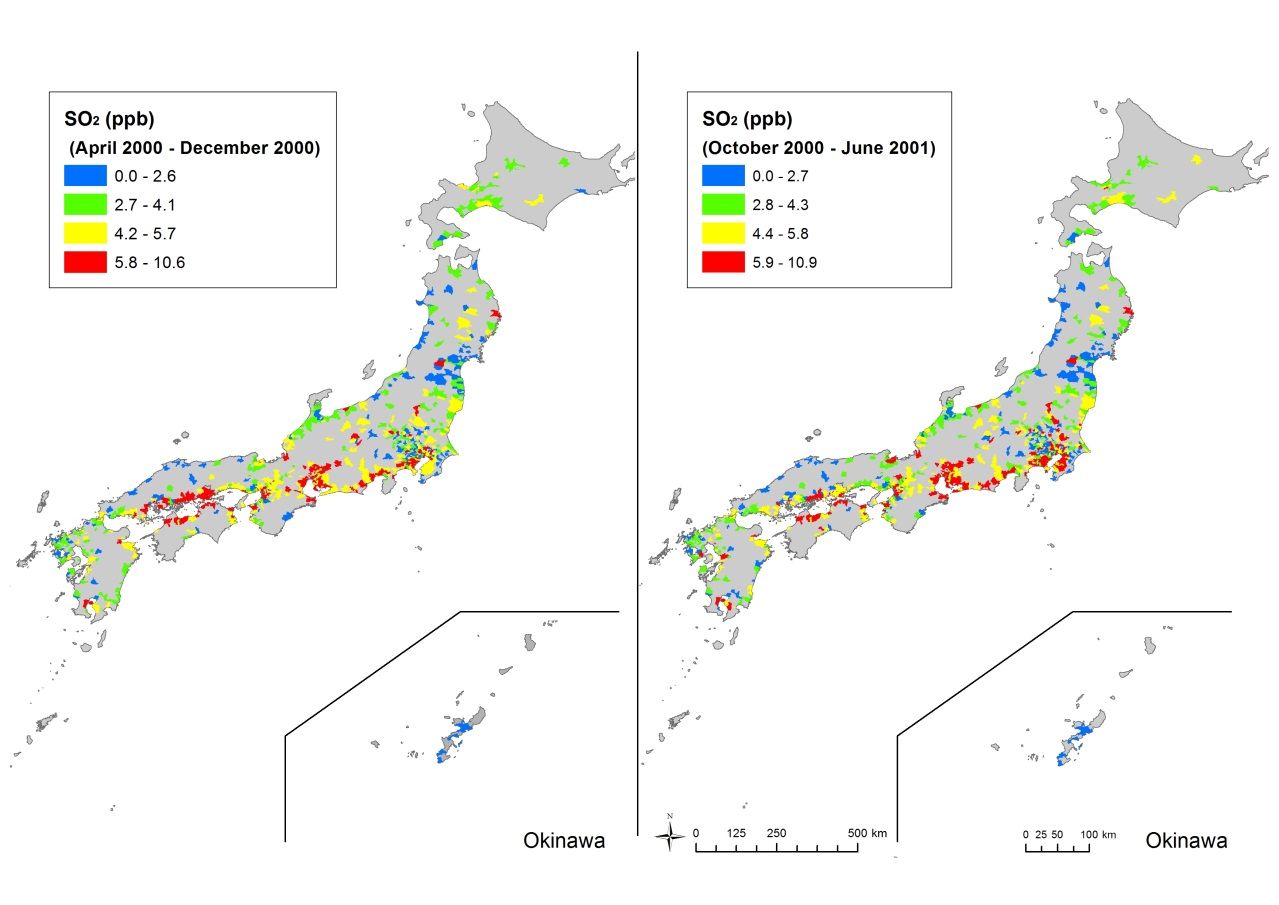 SO2 (ppb)
(April 2000 - December 2000)
0.0 - 2.6
2.7 - 4.1
4.2 - 5.7
5.8 - 10.6
Okinawa
SO2 (ppb)
(October 2000 - June 2001)
0.0 - 2.7
2.8 - 4.3
4.4 - 5.8
5.9 - 10.9
N
0 125 250 500 km
0 25 50 100 km
Okinawa